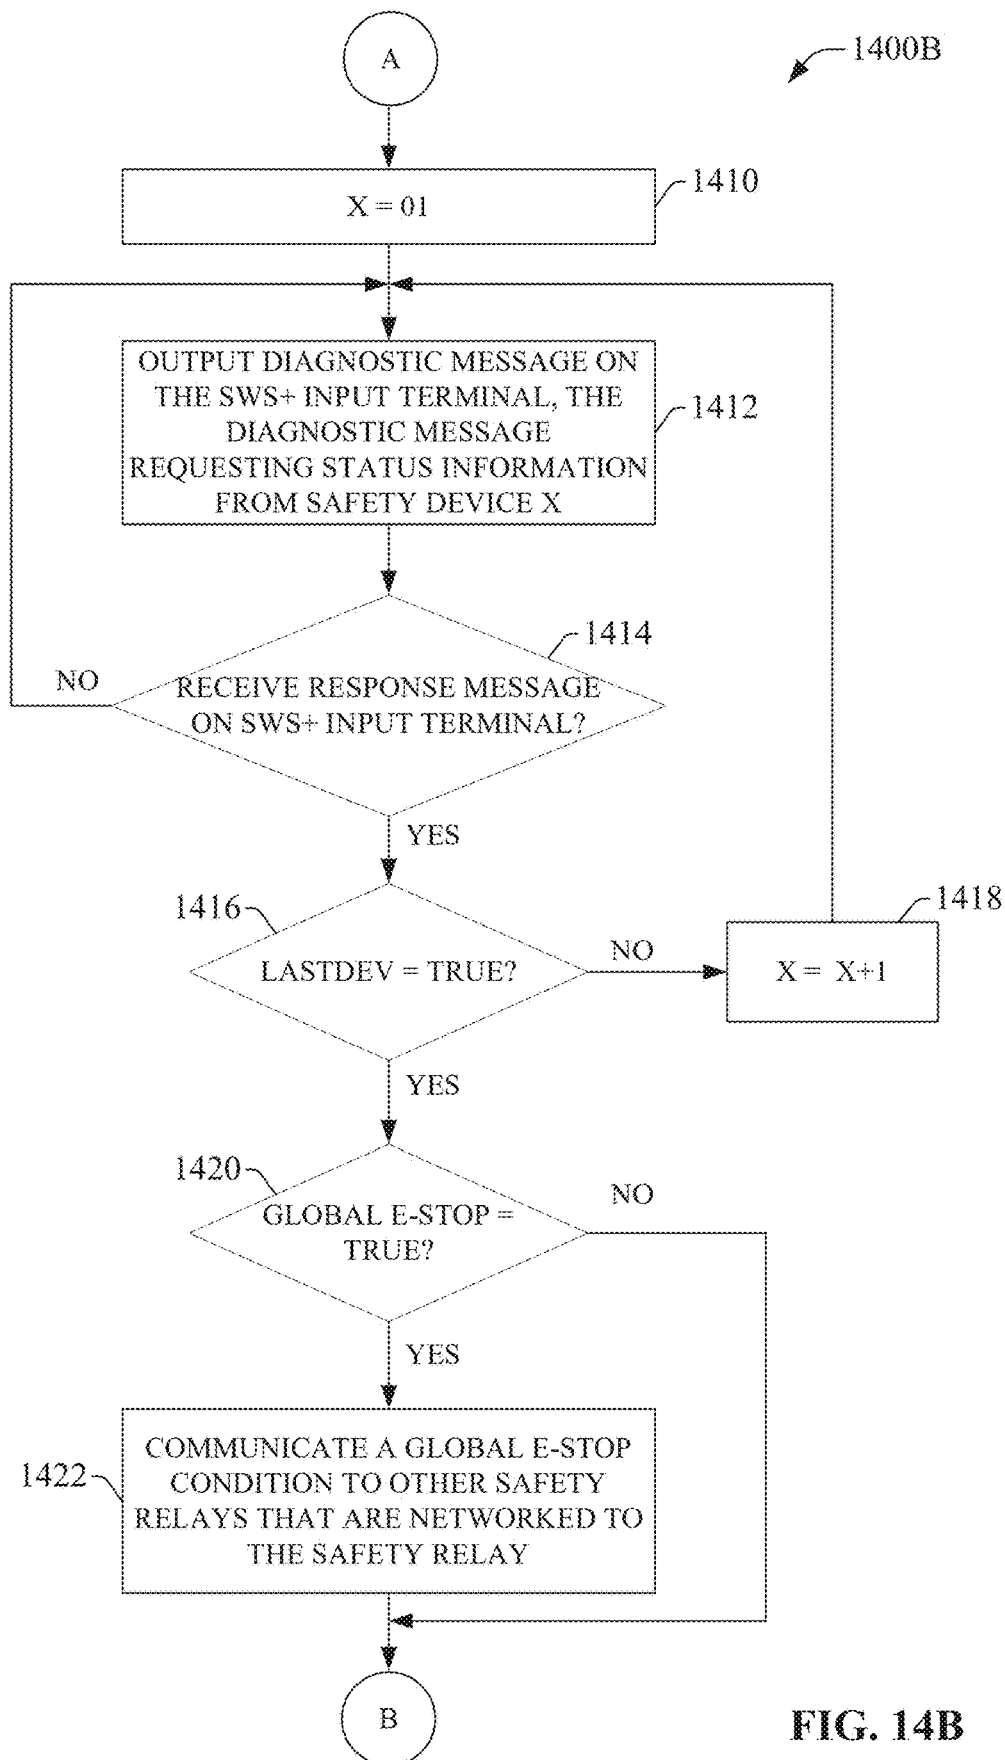 A
1400B
X = 01
1410
OUTPUT DIAGNOSTIC MESSAGE ON
THE SWS+ INPUT TERMINAL, THE
DIAGNOSTIC MESSAGE
REQUESTING STATUS INFORMATION
FROM SAFETY DEVICE X
1412
1414
NO
RECEIVE RESPONSE MESSAGE
ON SWS+ INPUT TERMINAL?
YES
1416
LASTDEV = TRUE?
NO
1418
X = X+1
YES
1420
GLOBAL E-STOP =
TRUE?
NO
YES
1422
COMMUNICATE A GLOBAL E-STOP
CONDITION TO OTHER SAFETY
RELAYS THAT ARE NETWORKED TO
THE SAFETY RELAY
B
FIG. 14B